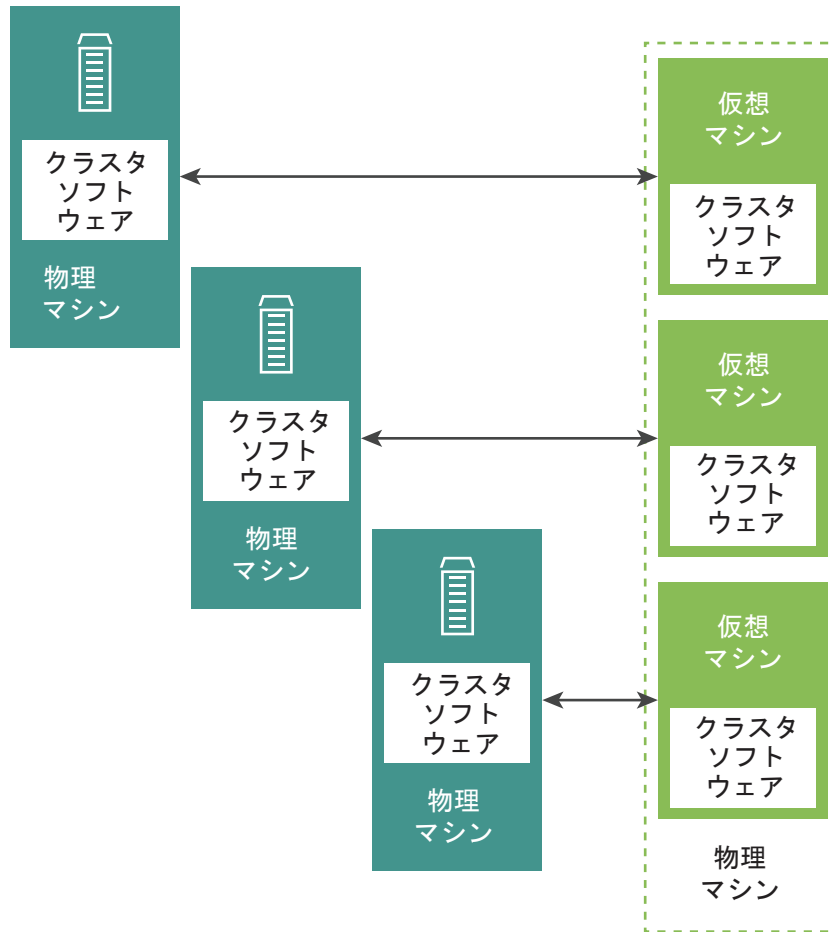 クラスタ
ソフト
ウェア
物理
マシン
仮想
マシン
クラスタ
ソフト
ウェア
クラスタ
ソフト
ウェア
物理
マシン
仮想
マシン
クラスタ
ソフト
ウェア
クラスタ
ソフト
ウェア
物理
マシン
仮想
マシン
クラスタ
ソフト
ウェア
物理
マシン